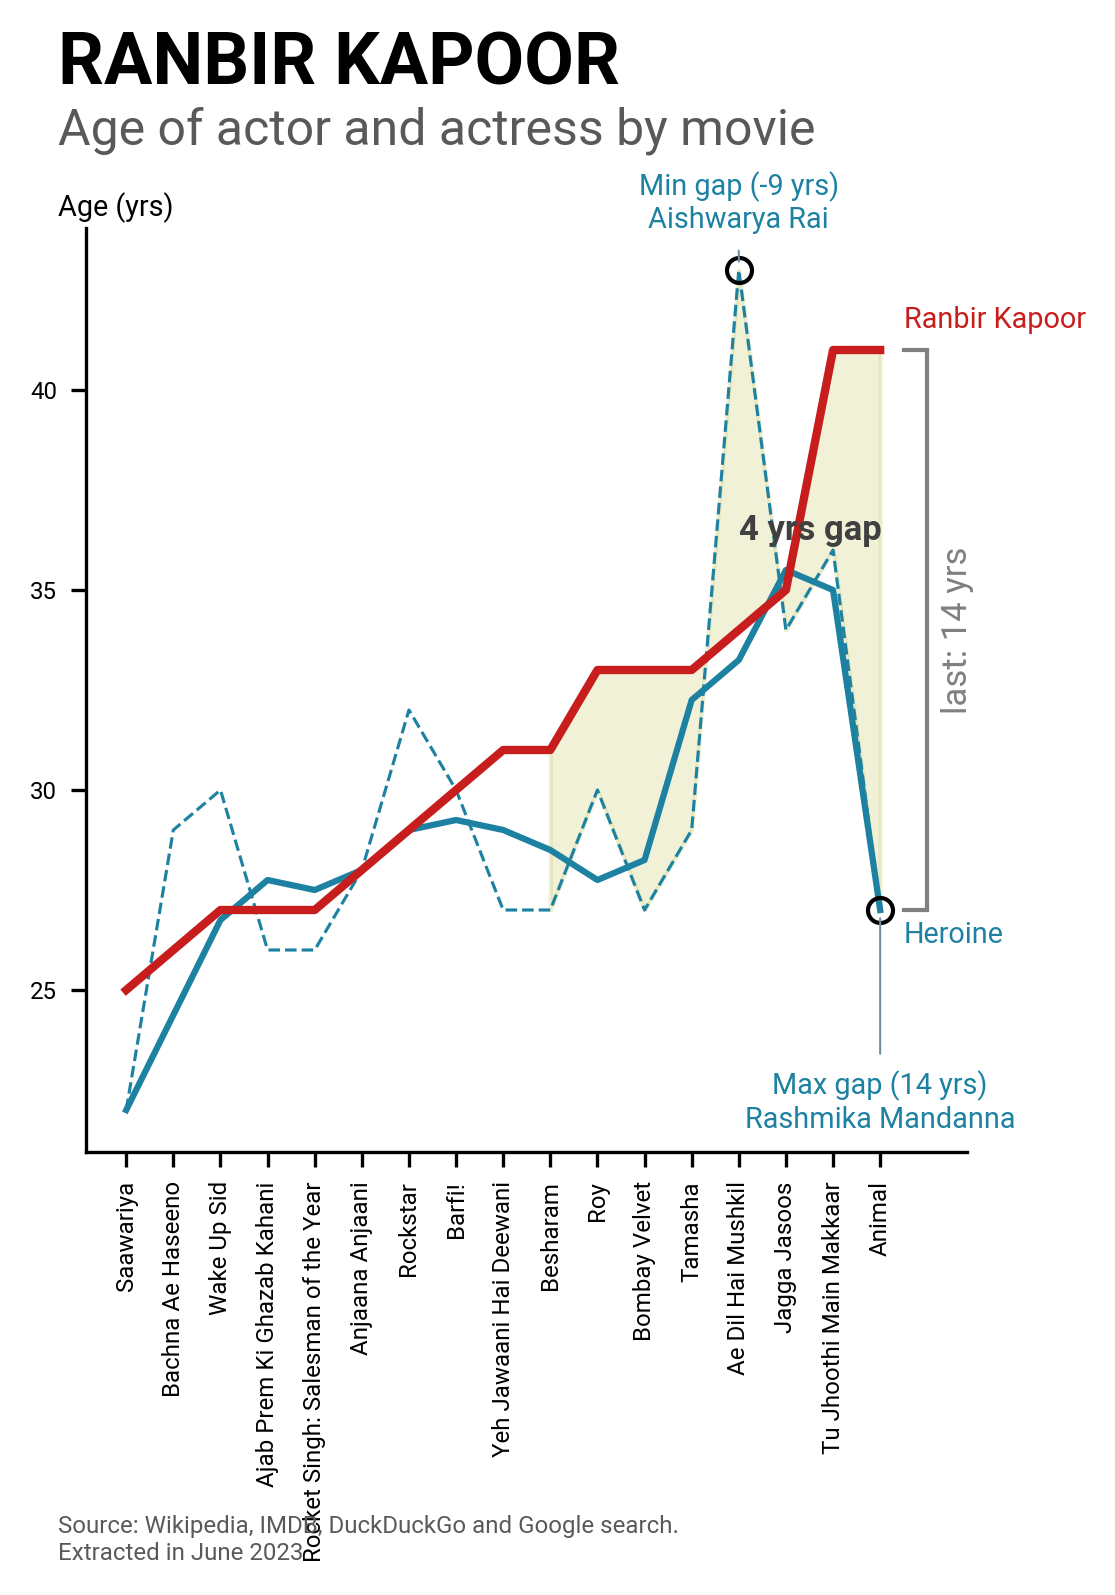 RANBIR KAPOOR
Age of actor and actress by movie
Min gap (-9 yrs)
Aishwarya Rai
Age (yrs)
Ranbir Kapoor
40
4 yrs gap
35
last: 14 yrs
30
Heroine
25
Max gap (14 yrs)
Rashmika Mandanna
Saawariya
Bachna Ae Haseeno
Wake Up Sid
Ajab Prem Ki Ghazab Kahani
Rocket Singh: Salesman of the Year
Anjaana Anjaani
Rockstar
Barfi!
Yeh Jawaani Hai Deewani
Besharam
Roy
Bombay Velvet
Tamasha
Ae Dil Hai Mushkil
Jagga Jasoos
Tu Jhoothi Main Makkaar
Animal
Source: Wikipedia, IMDB, DuckDuckGo and Google search.
Extracted in June 2023